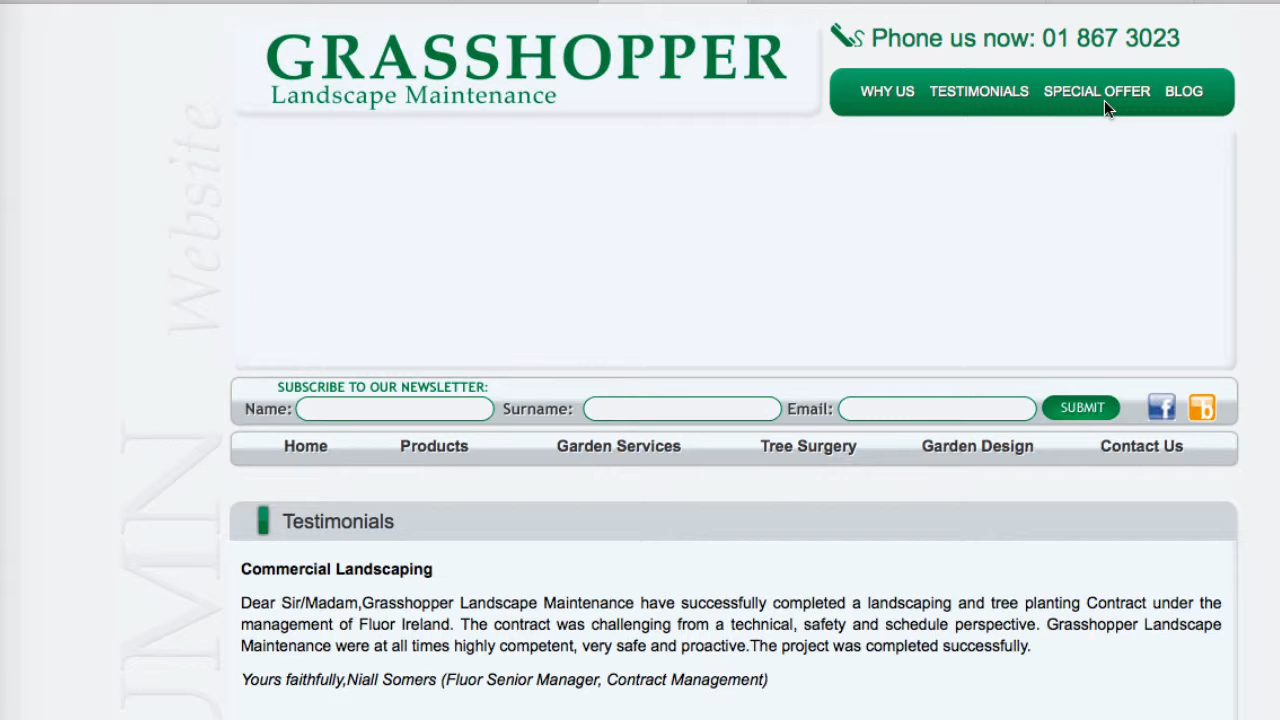 GRASSHOPPER
Landscape Maintenance
Phone us now: 01 867 3023
WHY US TESTIMONIALS SPECIAL OFFER BLOG
Website
SUBSCRIBE TO OUR NEWSLETTER:
Name: Surname: Email: SUBMIT
Home Products Garden Services Tree Surgery Garden Design Contact Us
Testimonials
Commercial Landscaping
Dear Sir/Madam,Grasshopper Landscape Maintenance have successfully completed a landscaping and tree planting Contract under the
management of Fluor Ireland. The contract was challenging from a technical, safety and schedule perspective. Grasshopper Landscape
Maintenance were at all times highly competent, very safe and proactive.The project was completed successfully.
Yours faithfully,Niall Somers (Fluor Senior Manager, Contract Management)